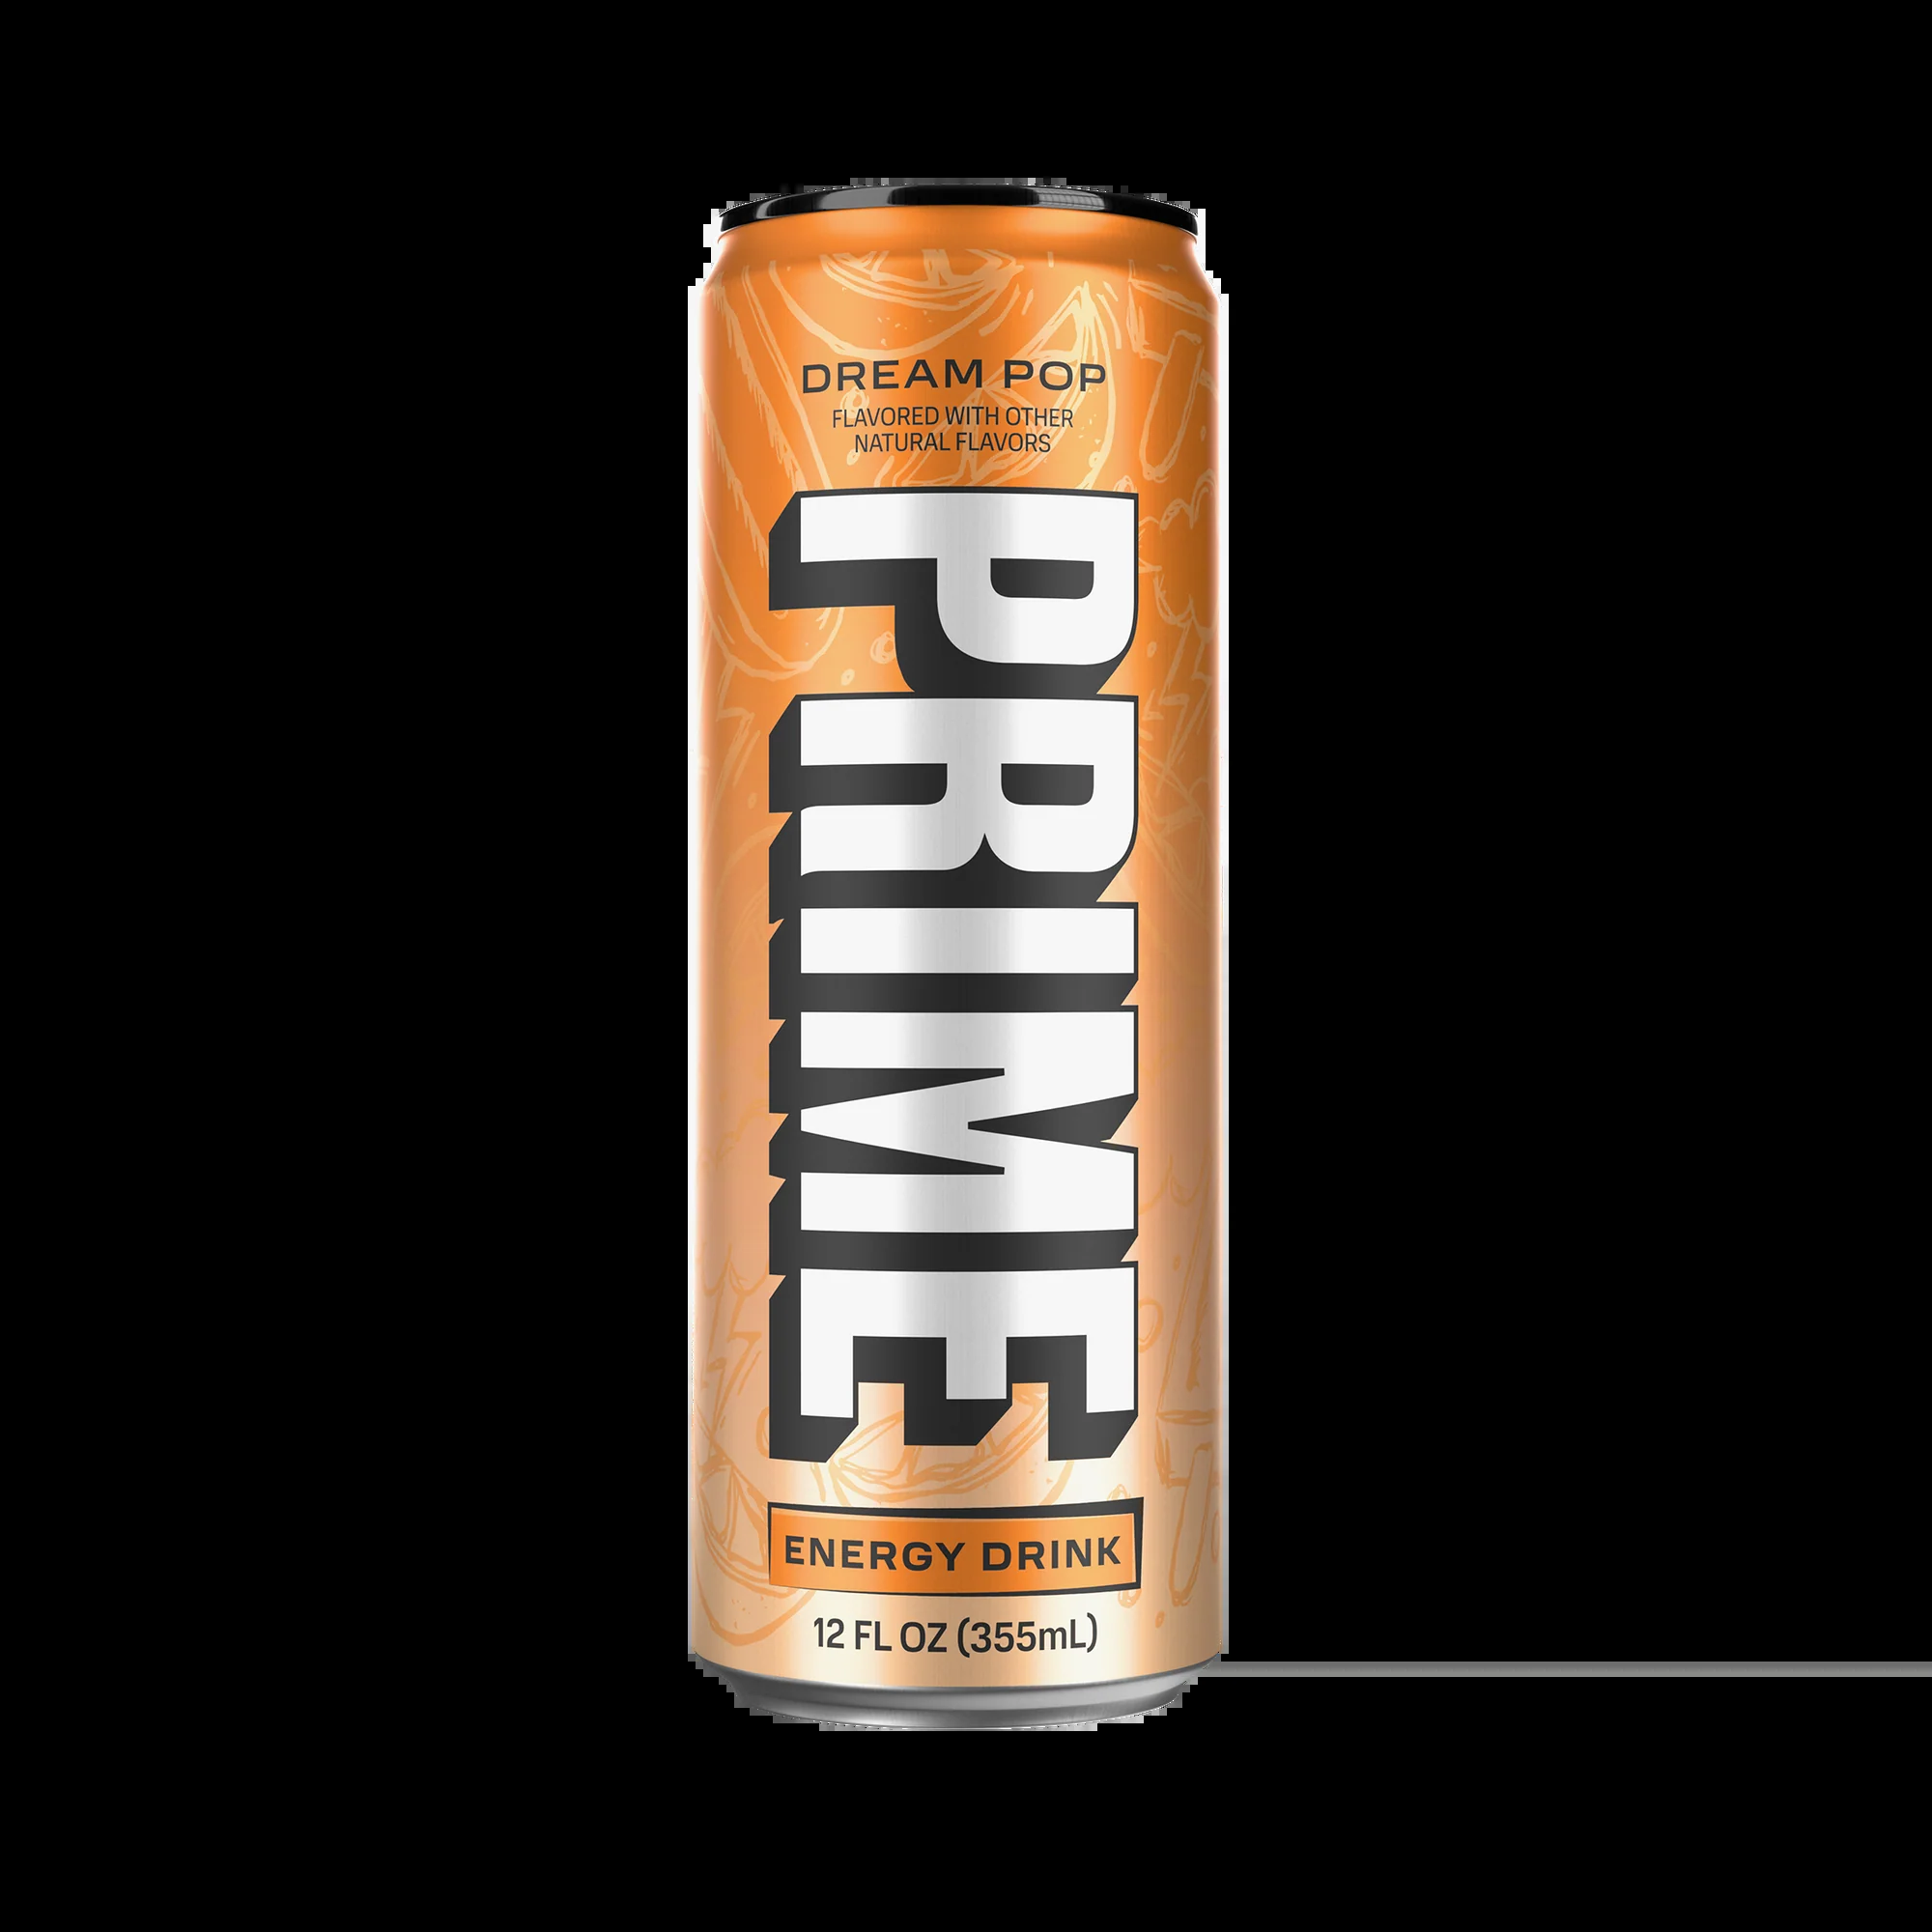 DREAM POP
FLAVORED WITH OTHER
NATURAL FLAVORS
PRIME
ENERGY DRINK
12 FL OZ (355mL)